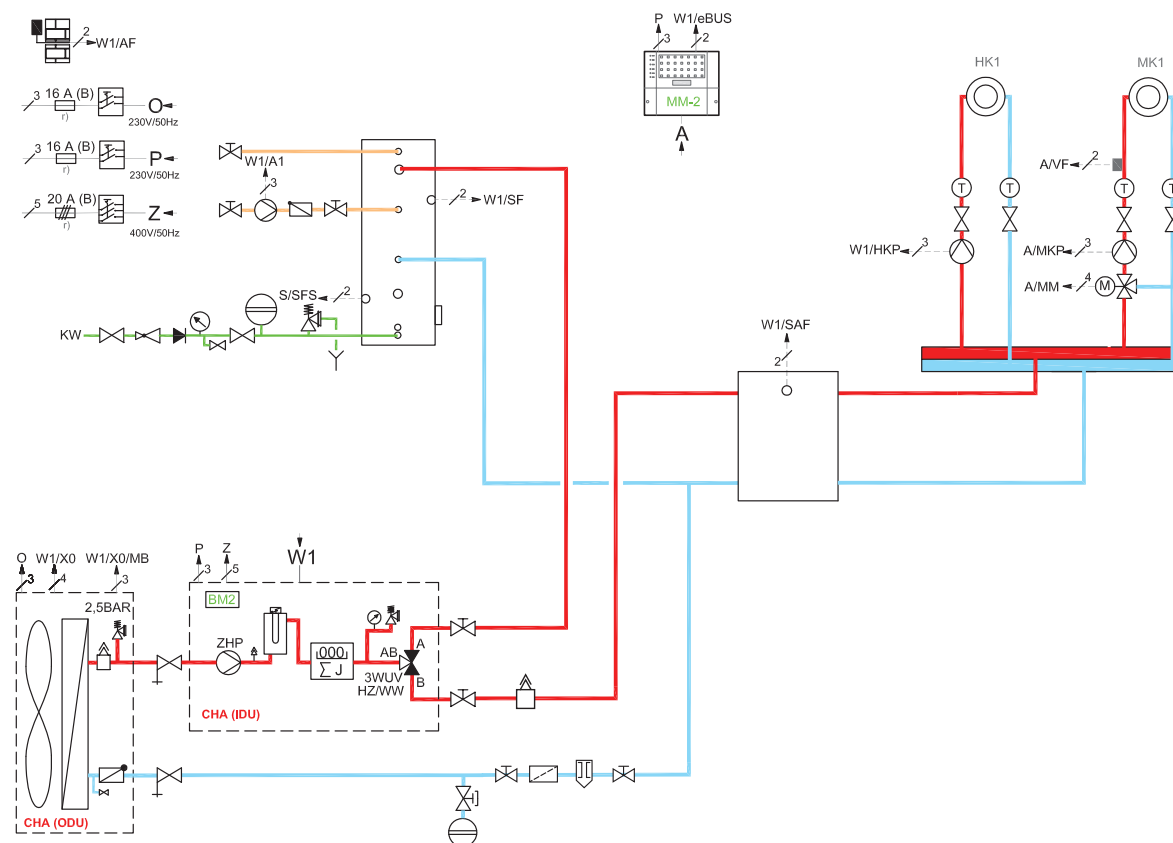 2
W1/AF
3
16 A (B)
r)
O
230V/50Hz
3
16 A (B)
r)
P
230V/50Hz
5
20 A (B)
r)
Z
400V/50Hz
P
W1/eBUS
3
2
MM-2
A
HK1
MK1
A/VF
2
T
T
T
T
W1/HKP
3
A/MKP
3
A/MM
4
M
W1/A1
3
2
W1/SF
S/SFS
2
KW
W1/SAF
2
O
W1/X0
W1/X0/MB
3
4
3
2,5BAR
CHA (ODU)
P
Z
W1
3
5
BM2
ZHP
000
∑ J
A
AB
B
3WUV
HZ/WW
CHA (IDU)